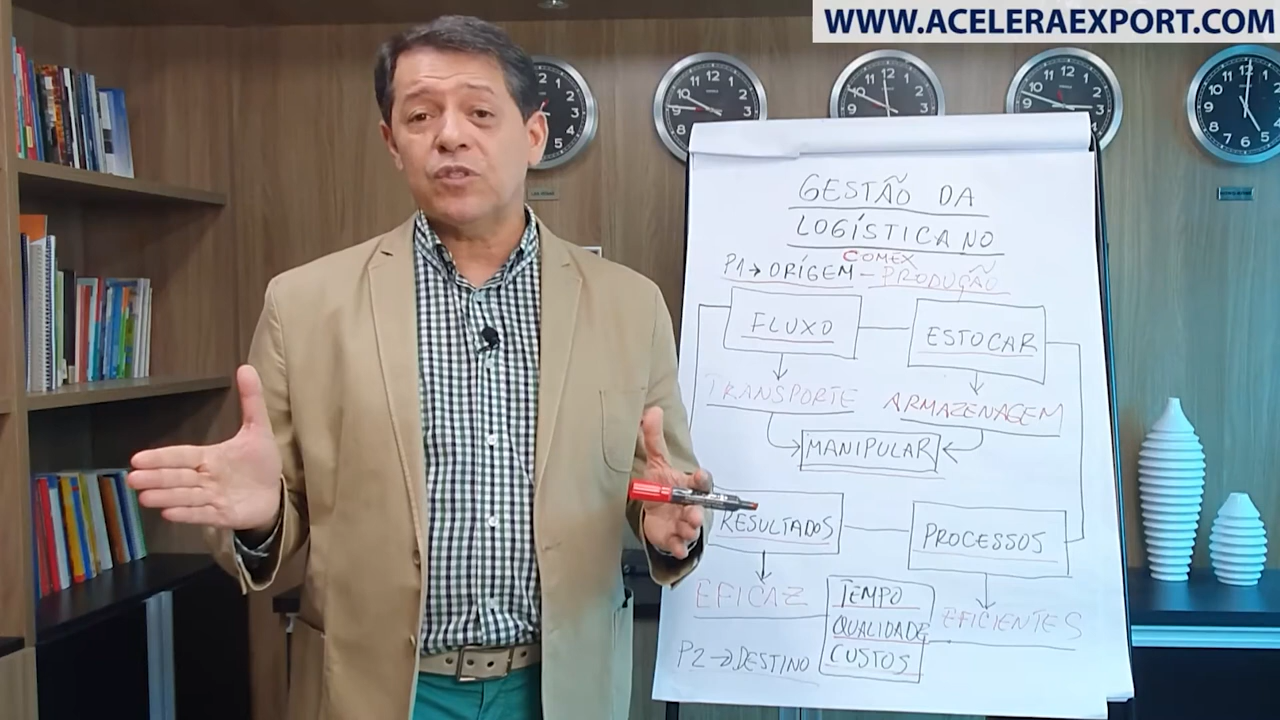 WWW.ACELERAEXPORT.COM
GESTÃO DA
LOGÍSTICA NO
COMEX
P1→ ORÍGEM – PRODUÇÃO
FLUXO
ESTOCAR
TRANSPORTE
ARMAZENAGEM
MANIPULAR
RESULTADOS
PROCESSOS
EFICAZ
TEMPO
QUALIDADE
CUSTOS
EFICIENTES
P2→DESTINO